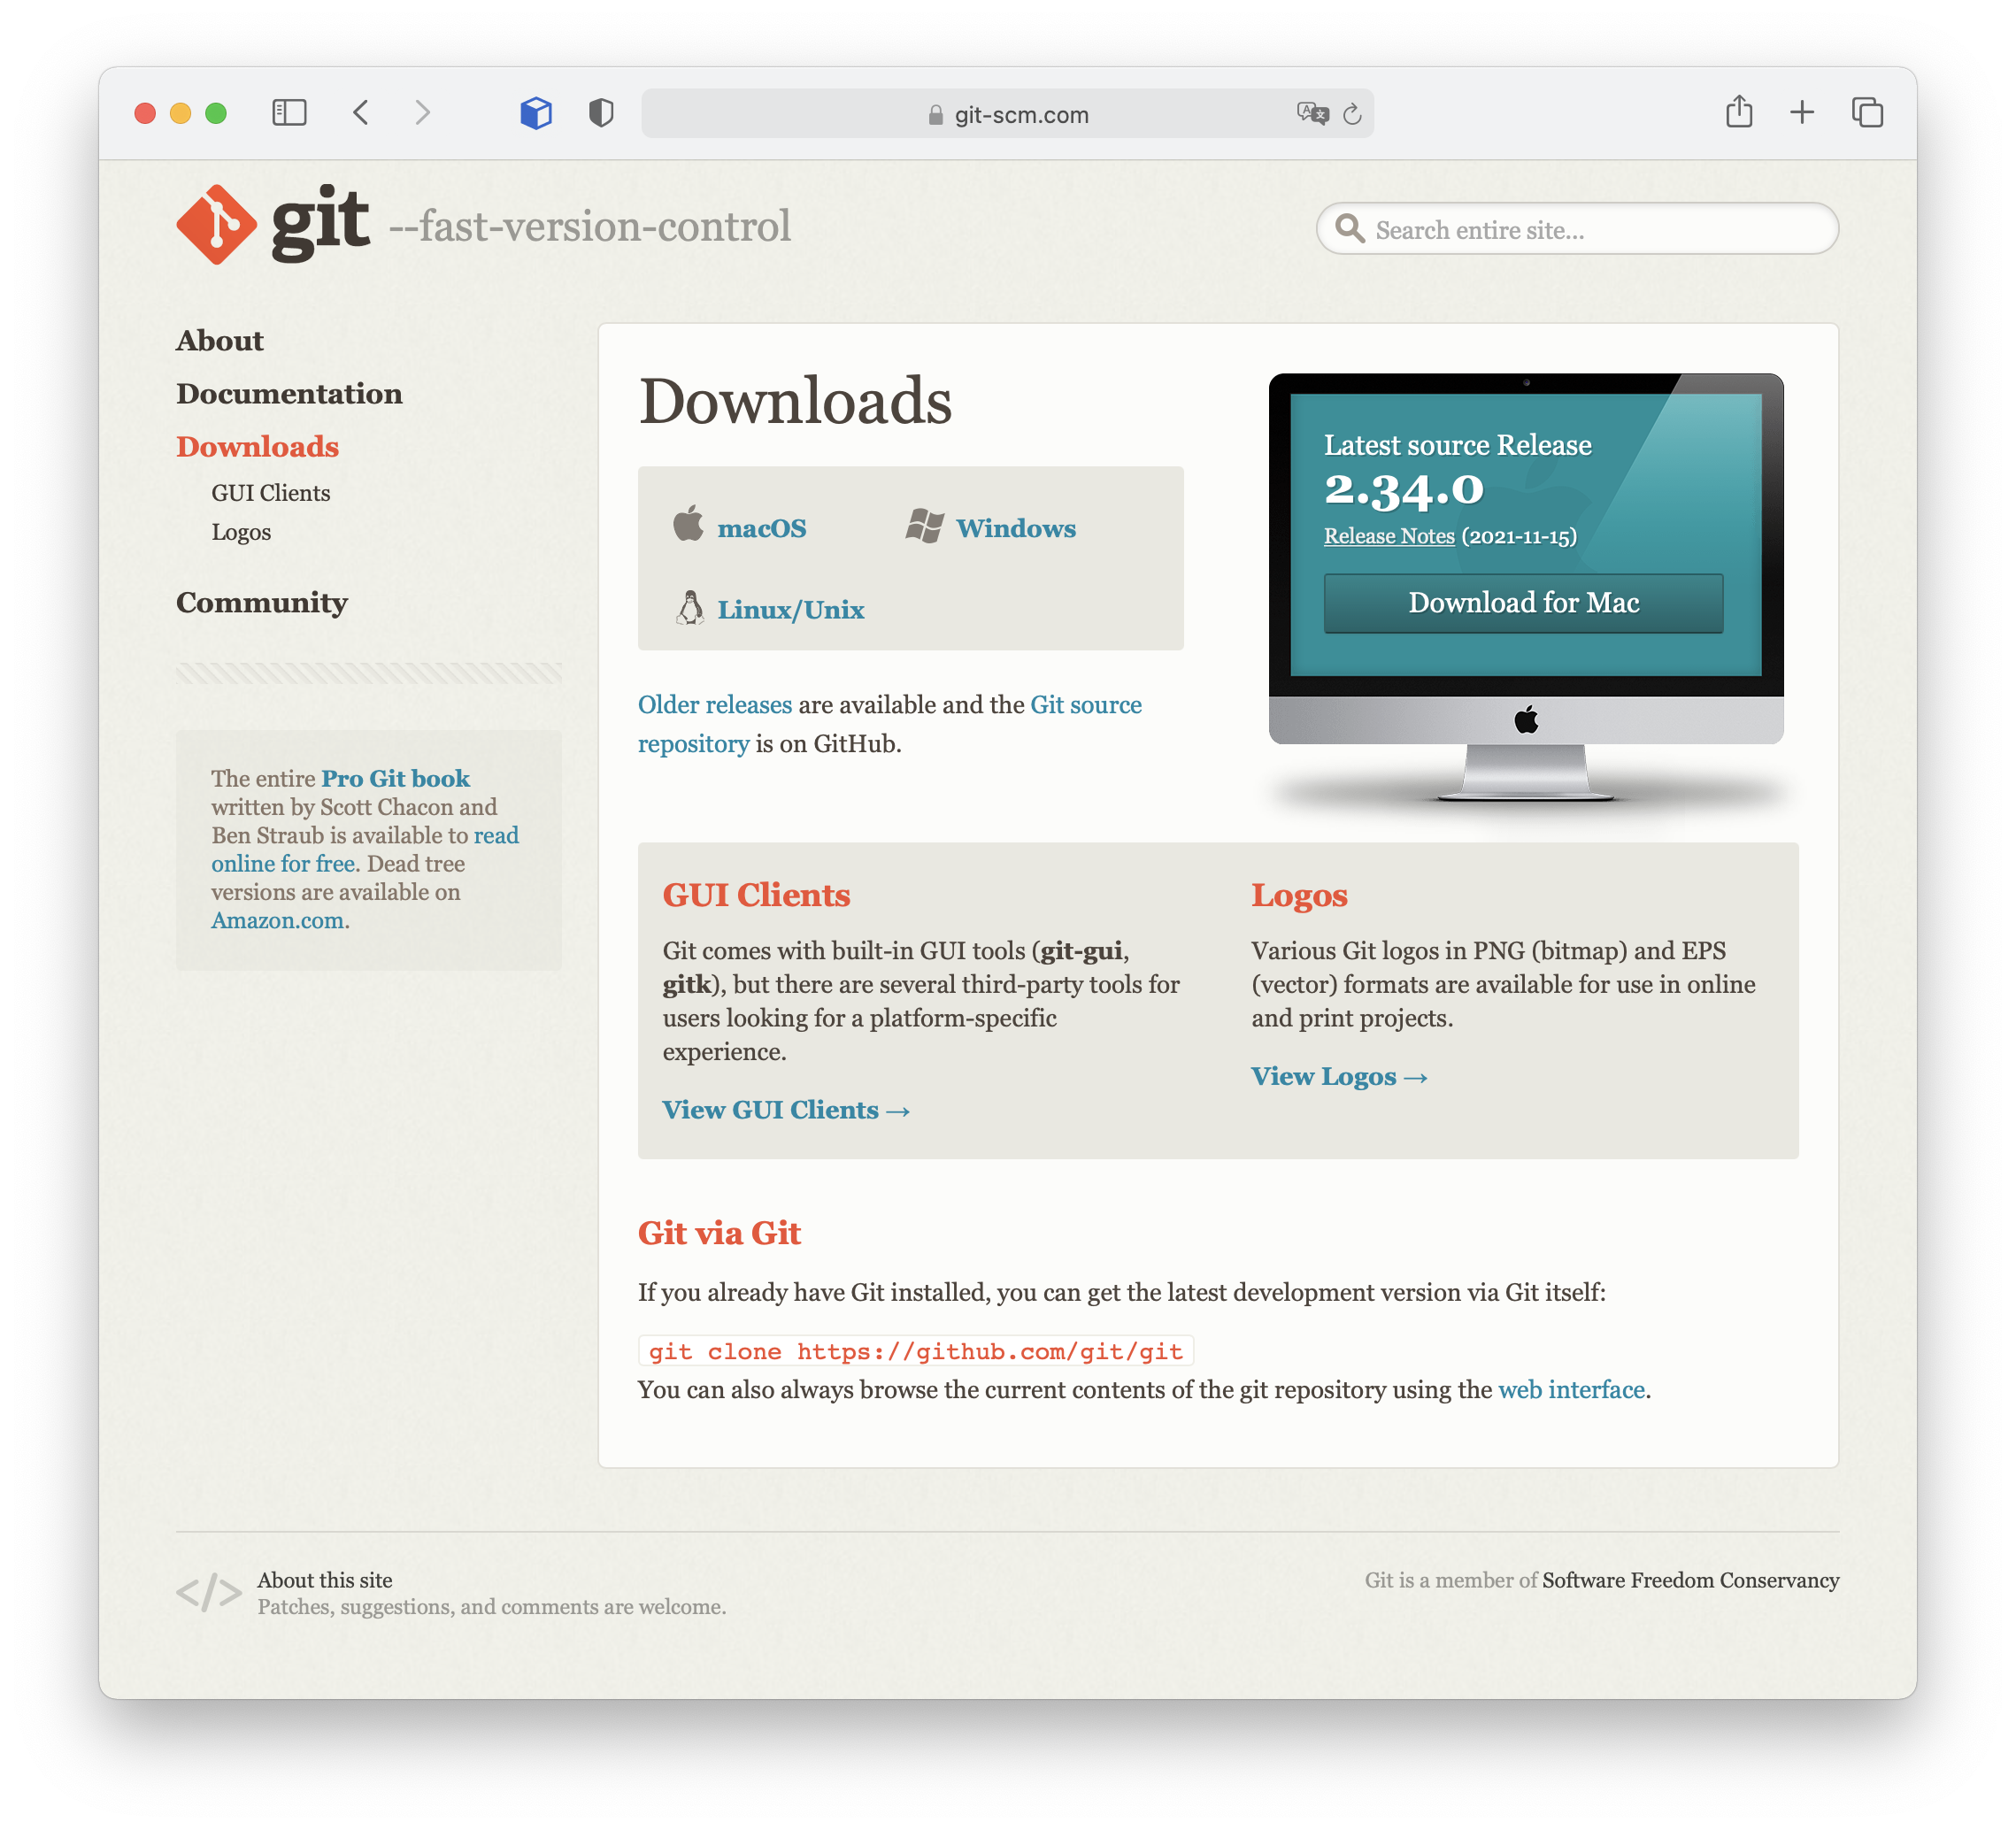 git-scm.com
git --fast-version-control
Search entire site...
About
Documentation
Downloads
GUI Clients
Logos
Community
The entire Pro Git book
written by Scott Chacon and
Ben Straub is available to read
online for free. Dead tree
versions are available on
Amazon.com.
Downloads
macOS
Windows
Linux/Unix
Older releases are available and the Git source
repository is on GitHub.
Latest source Release
2.34.0
Release Notes (2021-11-15)
Download for Mac
GUI Clients
Git comes with built-in GUI tools (git-gui,
gitk), but there are several third-party tools for
users looking for a platform-specific
experience.
View GUI Clients →
Logos
Various Git logos in PNG (bitmap) and EPS
(vector) formats are available for use in online
and print projects.
View Logos →
Git via Git
If you already have Git installed, you can get the latest development version via Git itself:
git clone https://github.com/git/git
You can also always browse the current contents of the git repository using the web interface.
</> About this site
Patches, suggestions, and comments are welcome.
Git is a member of Software Freedom Conservancy